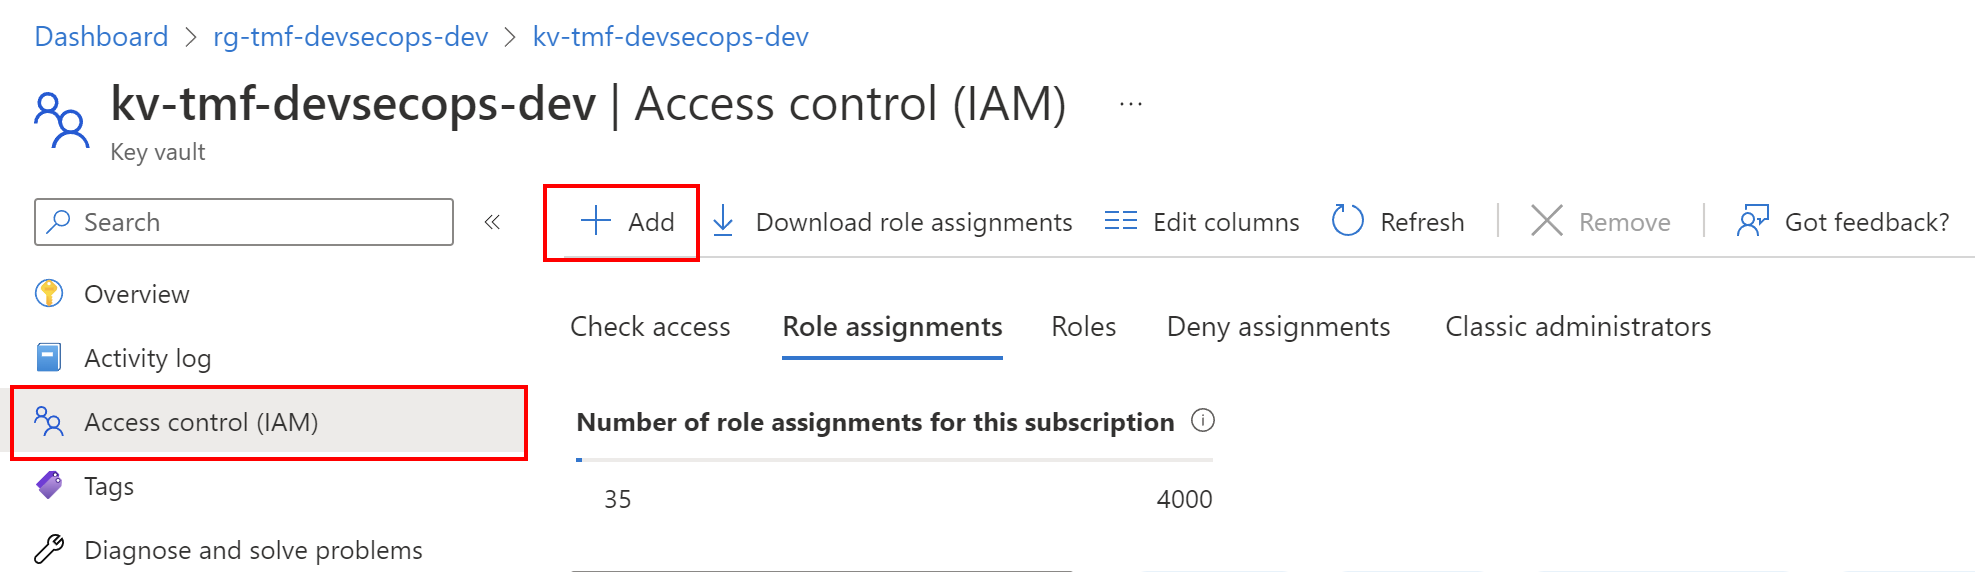 Dashboard > rg-tmf-devsecops-dev > kv-tmf-devsecops-dev
kv-tmf-devsecops-dev | Access control (IAM) ...
Key vault
Search «
Add Download role assignments Edit columns Refresh Remove Got feedback?
Overview
Check access Role assignments Roles Deny assignments Classic administrators
Activity log
Access control (IAM)
Number of role assignments for this subscription
Tags
35 4000
Diagnose and solve problems